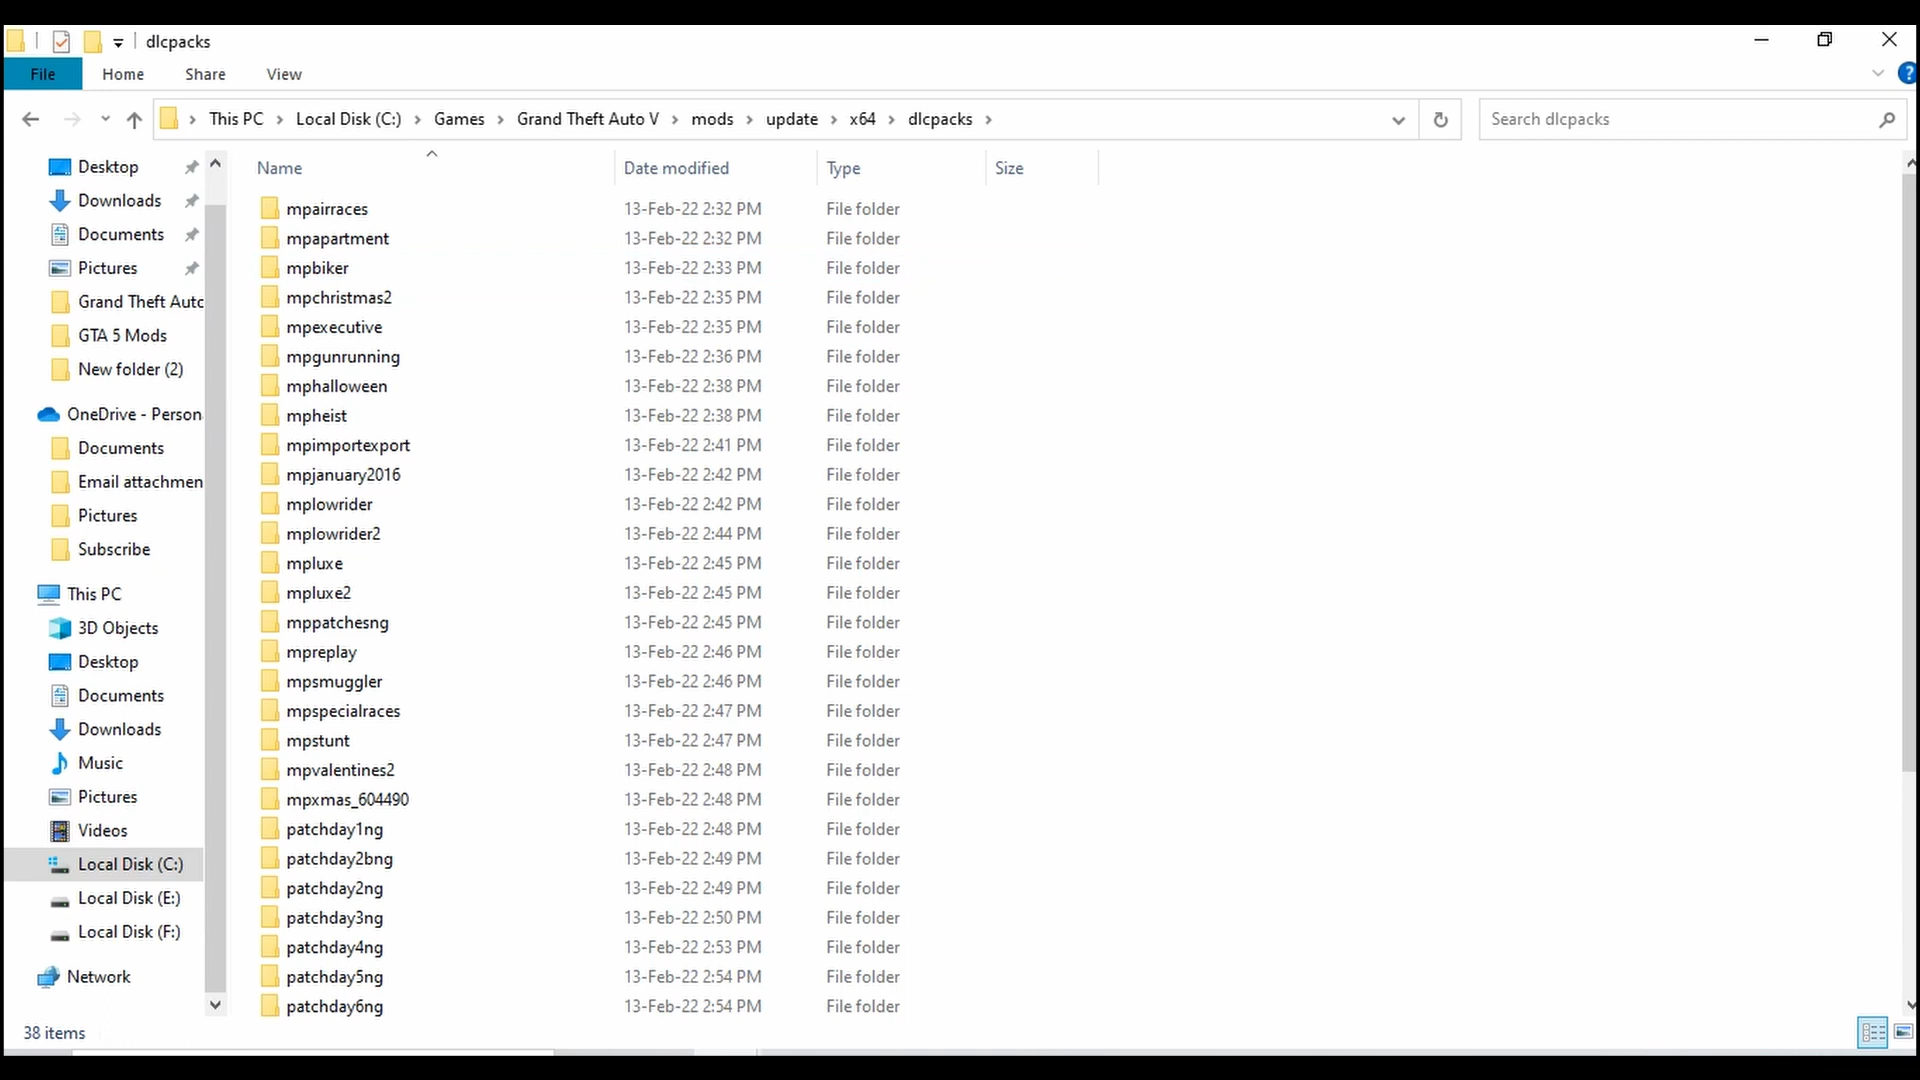 dlcpacks
File Home Share View
This PC Local Disk (C:) Games Grand Theft Auto V mods update x64 dlcpacks
Search dlcpacks
Desktop
Downloads
Documents
Pictures
Grand Theft Auto
GTA 5 Mods
New folder (2)
OneDrive - Person
Documents
Email attachmen
Pictures
Subscribe
This PC
3D Objects
Desktop
Documents
Downloads
Music
Pictures
Videos
Local Disk (C:)
Local Disk (E:)
Local Disk (F:)
Network
Name Date modified Type Size
mpairraces 13-Feb-22 2:32 PM File folder
mpapartment 13-Feb-22 2:32 PM File folder
mpbiker 13-Feb-22 2:33 PM File folder
mpchristmas2 13-Feb-22 2:35 PM File folder
mpexecutive 13-Feb-22 2:35 PM File folder
mpgunrunning 13-Feb-22 2:36 PM File folder
mphalloween 13-Feb-22 2:38 PM File folder
mpheist 13-Feb-22 2:38 PM File folder
mpimportexport 13-Feb-22 2:41 PM File folder
mpjanuary2016 13-Feb-22 2:42 PM File folder
mplowrider 13-Feb-22 2:42 PM File folder
mplowrider2 13-Feb-22 2:44 PM File folder
mpluxe 13-Feb-22 2:45 PM File folder
mpluxe2 13-Feb-22 2:45 PM File folder
mppatchesng 13-Feb-22 2:45 PM File folder
mpreplay 13-Feb-22 2:46 PM File folder
mpsmuggler 13-Feb-22 2:46 PM File folder
mpspecialraces 13-Feb-22 2:47 PM File folder
mpstunt 13-Feb-22 2:47 PM File folder
mpvalentines2 13-Feb-22 2:48 PM File folder
mpxmas_604490 13-Feb-22 2:48 PM File folder
patchday1ng 13-Feb-22 2:48 PM File folder
patchday2bng 13-Feb-22 2:49 PM File folder
patchday2ng 13-Feb-22 2:49 PM File folder
patchday3ng 13-Feb-22 2:50 PM File folder
patchday4ng 13-Feb-22 2:53 PM File folder
patchday5ng 13-Feb-22 2:54 PM File folder
patchday6ng 13-Feb-22 2:54 PM File folder
38 items